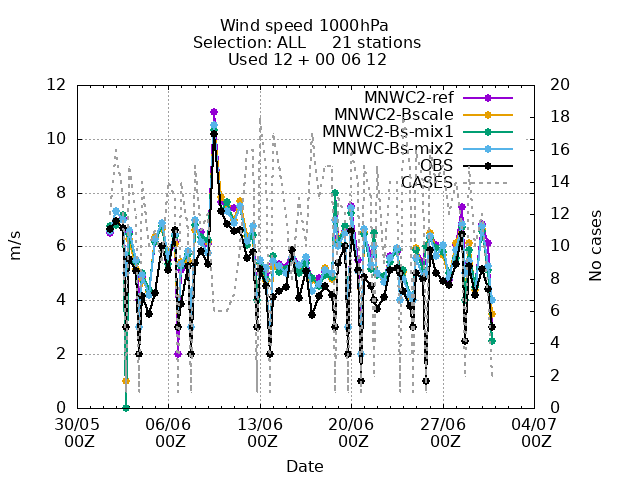 Wind speed 1000hPa
Selection: ALL 21 stations
Used 12 + 00 06 12
MNWC2-ref
MNWC2-Bscale
MNWC2-Bs-mix1
MNWC-Bs-mix2
OBS
CASES
m/s
0
2
4
6
8
10
12
No cases
0
2
4
6
8
10
12
14
16
18
20
30/05 06/06 13/06 20/06 27/06 04/07
00Z 00Z 00Z 00Z 00Z 00Z
Date